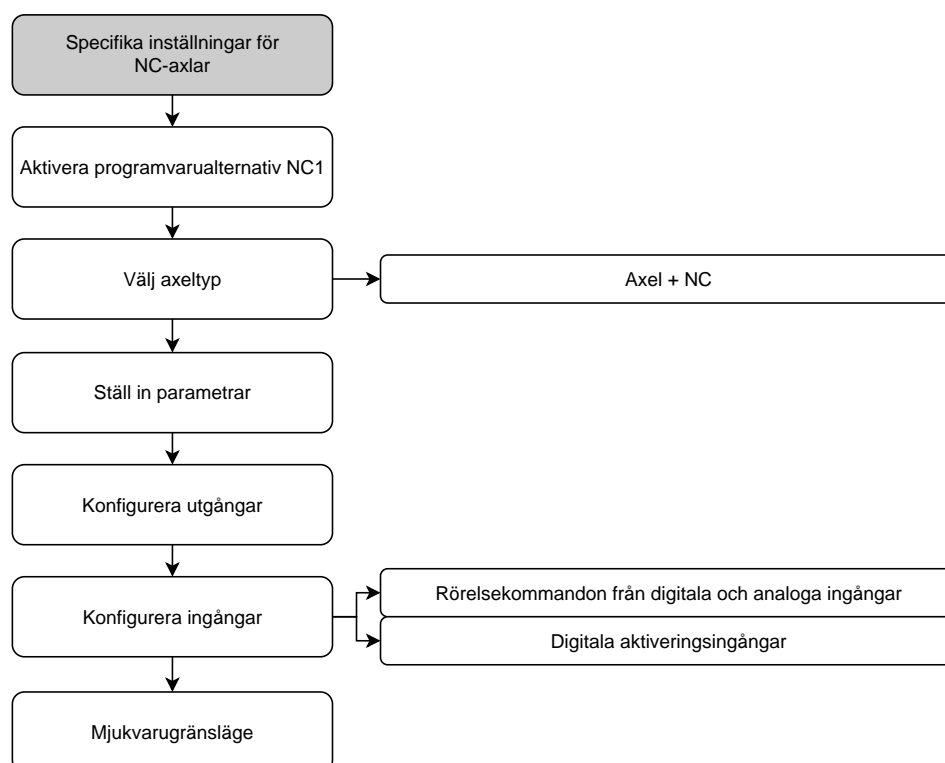 Specifika inställningar för
NC-axlar
Aktivera programvarualternativ NC1
Välj axeltyp
Axel + NC
Ställ in parametrar
Konfigurera utgångar
Konfigurera ingångar
Rörelsekommandon från digitala och analoga ingångar
Digitala aktiveringsingångar
Mjukvarugränsläge